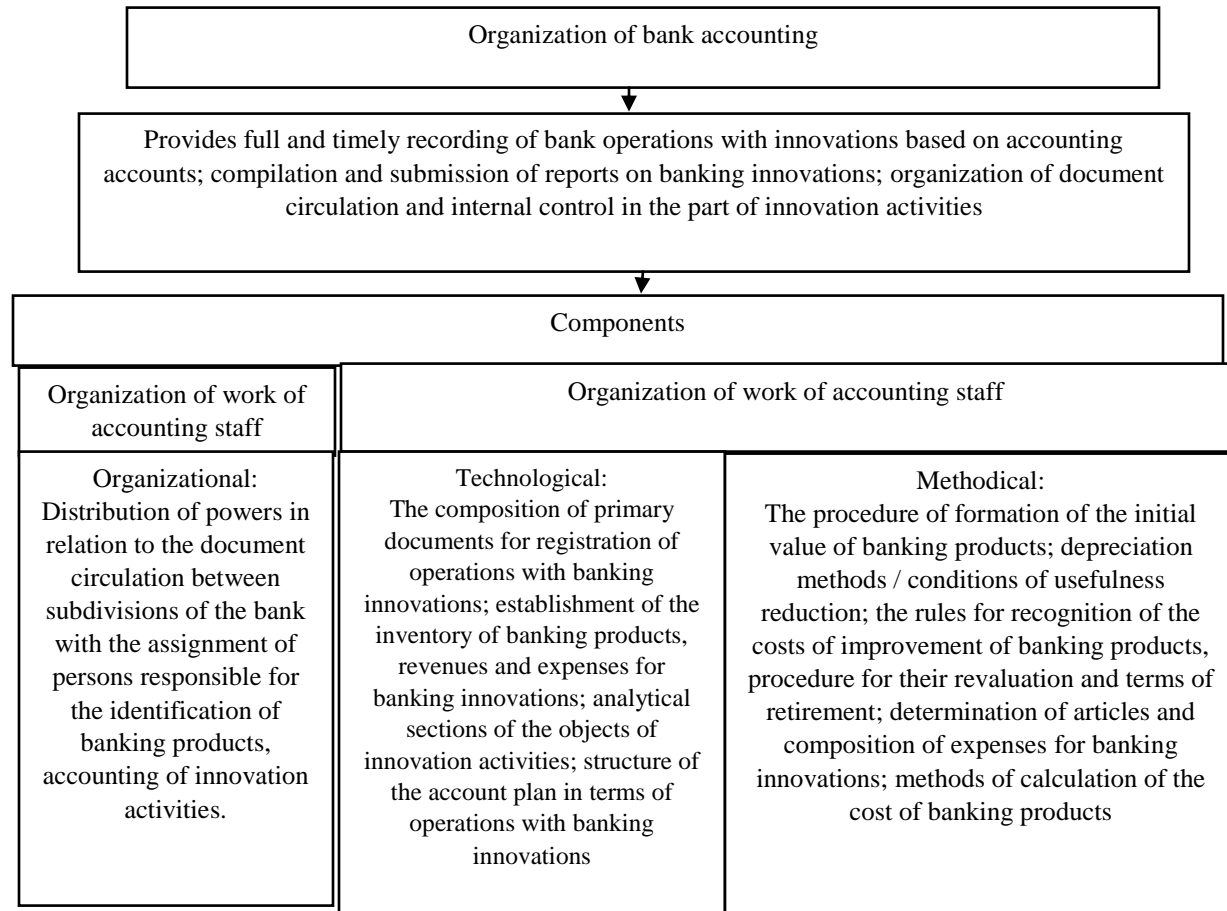 Organization of bank accounting
Provides full and timely recording of bank operations with innovations based on accounting
accounts; compilation and submission of reports on banking innovations; organization of document
circulation and internal control in the part of innovation activities
Components
Organization of work of
accounting staff
Organization of work of accounting staff
Organizational:
Distribution of powers in
relation to the document
circulation between
subdivisions of the bank
with the assignment of
persons responsible for
the identification of
banking products,
accounting of innovation
activities.
Technological:
The composition of primary
documents for registration of
operations with banking
innovations; establishment of the
inventory of banking products,
revenues and expenses for
banking innovations; analytical
sections of the objects of
innovation activities; structure of
the account plan in terms of
operations with banking
innovations
Methodical:
The procedure of formation of the initial
value of banking products; depreciation
methods / conditions of usefulness
reduction; the rules for recognition of the
costs of improvement of banking products,
procedure for their revaluation and terms of
retirement; determination of articles and
composition of expenses for banking
innovations; methods of calculation of the
cost of banking products